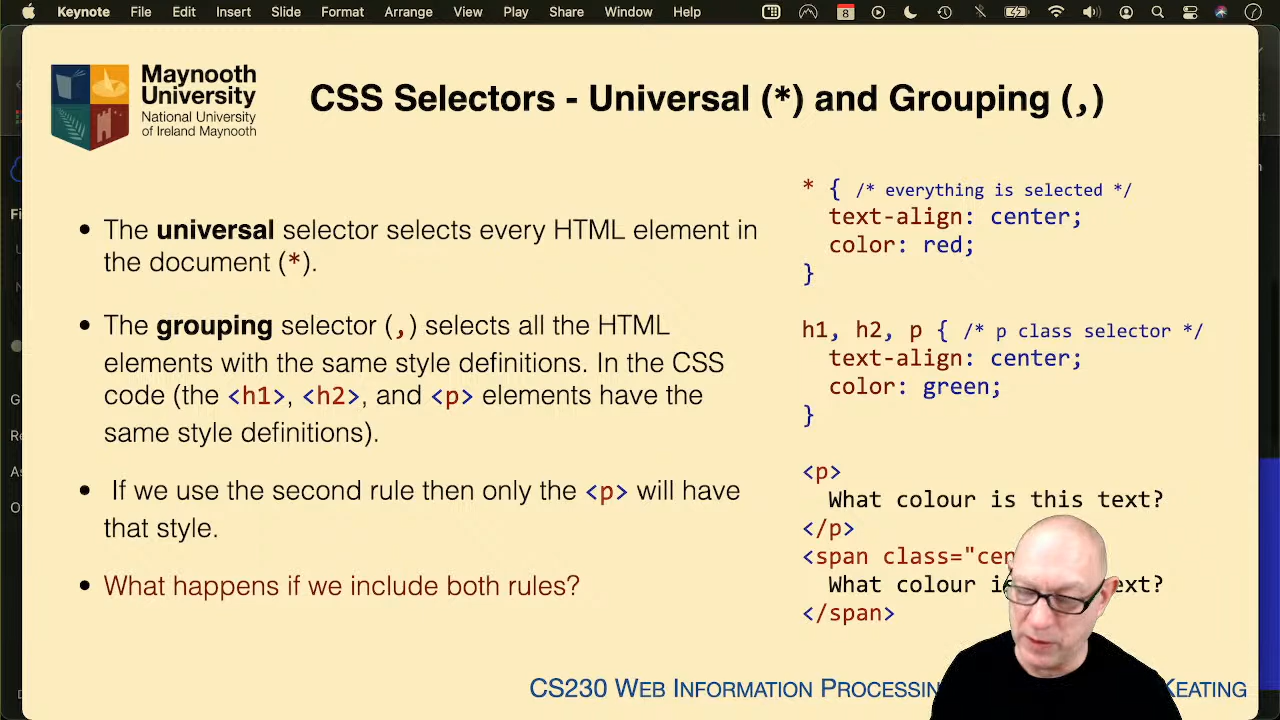 Keynote File Edit Insert Slide Format Arrange View Play Share Window Help
8
Maynooth
University
National University
of Ireland Maynooth
CSS Selectors - Universal (*) and Grouping (,)
• The universal selector selects every HTML element in
the document (*).
• The grouping selector (,) selects all the HTML
elements with the same style definitions. In the CSS
code (the <h1>, <h2>, and <p> elements have the
same style definitions).
• If we use the second rule then only the <p> will have
that style.
• What happens if we include both rules?
* { /* everything is selected */
text-align: center;
color: red;
}
h1, h2, p { /* p class selector */
text-align: center;
color: green;
}
<p>
What colour is this text?
</p>
<span class="cen
What colour text?
</span>
CS230 WEB INFORMATION PROCESSIN KEATING